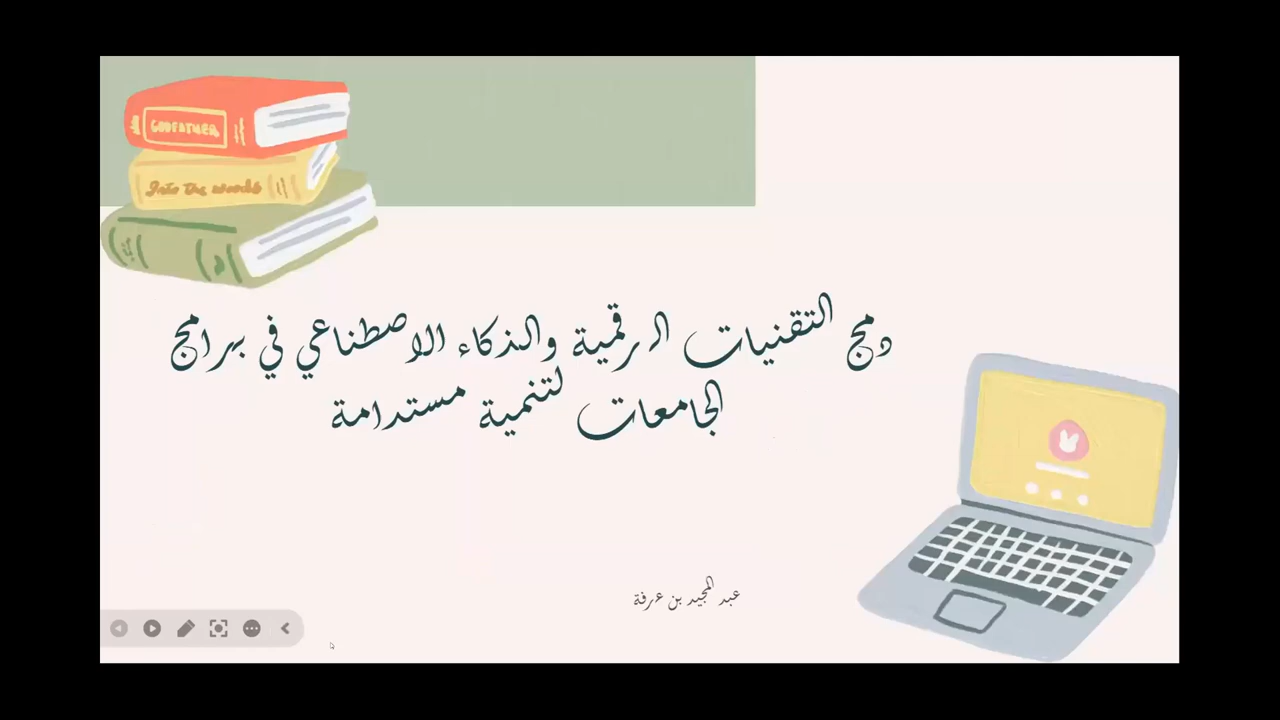 GODFATHER
Into the woods
دمج التقنيات الرقمية والذكاء الاصطناعي في برامج
الجامعات لتنمية مستدامة
عبد المجيد بن عرفة